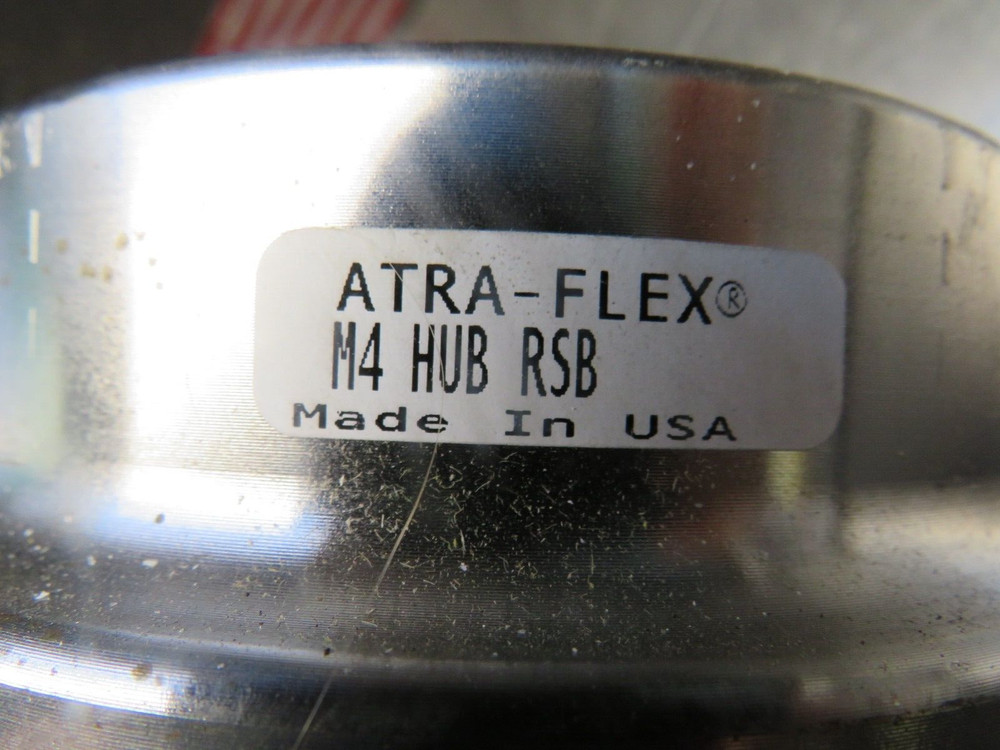 ATRA-FLEX®
M4 HUB RSB
Made In USA